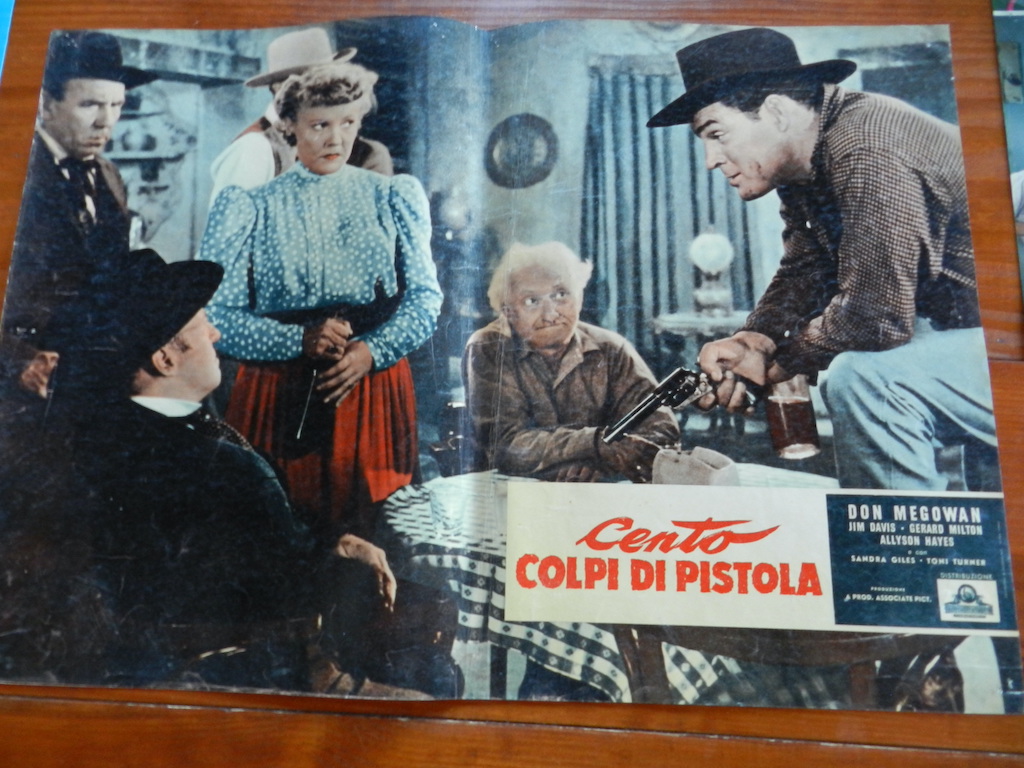 Cento
COLPI DI PISTOLA
DON MEGOWAN
JIM DAVIS • GERARD MILTON
ALLYSON HAYES
e con
SANDRA GILES • TONI TURNER
DISTRIBUZIONE
PRODUZIONE
A PROD. ASSOCIATE PICT.